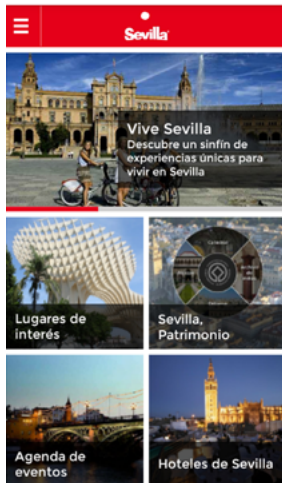 Sevilla
Vive Sevilla
Descubre un sinfín de
experiencias únicas para
vivir en Sevilla
Lugares de
interés
Sevilla,
Patrimonio
Agenda de
eventos
Hoteles de Sevilla